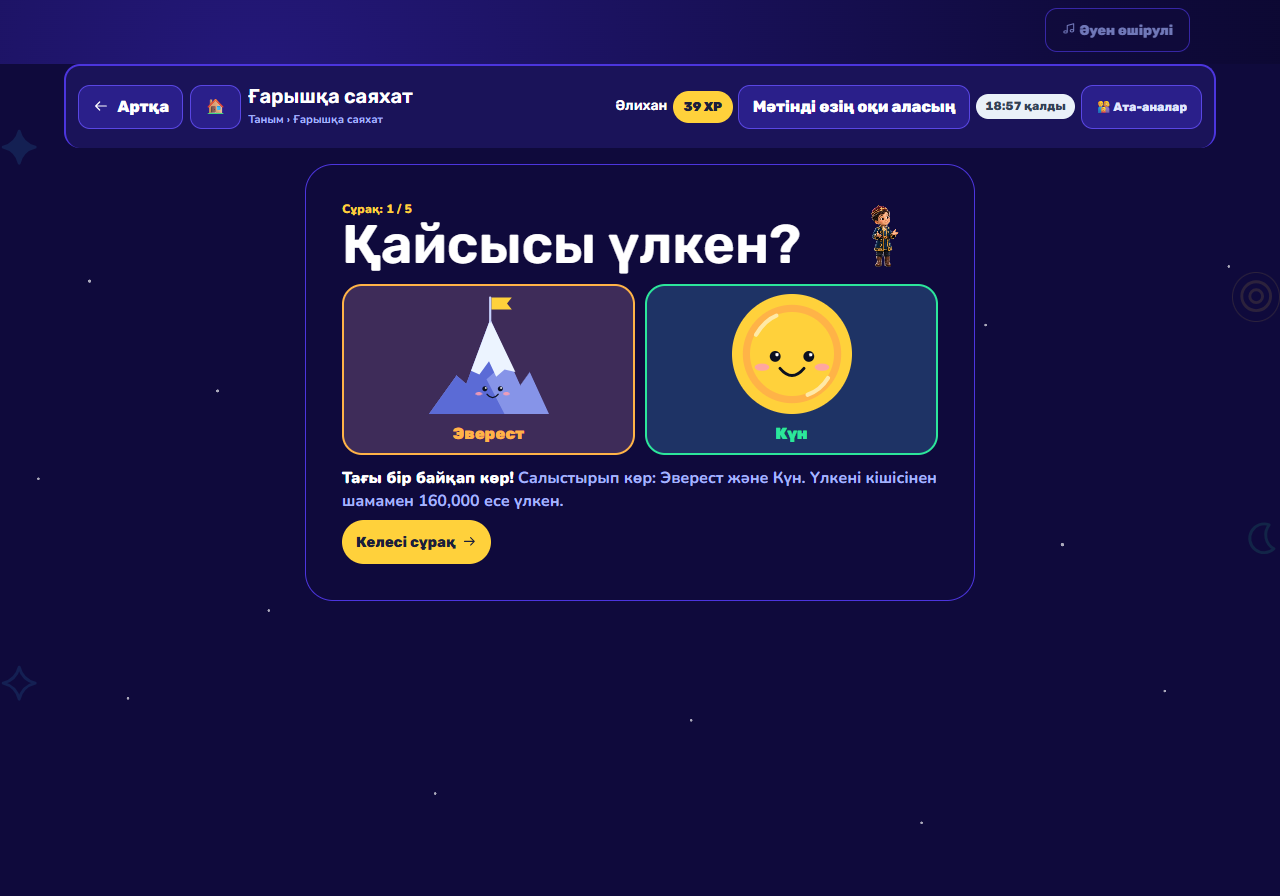 Әуен өшірулі
Артқа
Ғарышқа саяхат
Таным › Ғарышқа саяхат
Әлихан
39 XP
Мәтінді өзің оқи аласың
18:57 қалды
Ата-аналар
Сұрақ: 1 / 5
Қайсысы үлкен?
Эверест
Күн
Тағы бір байқап көр! Салыстырып көр: Эверест және Күн. Үлкені кішісінен
шамамен 160,000 есе үлкен.
Келесі сұрақ →